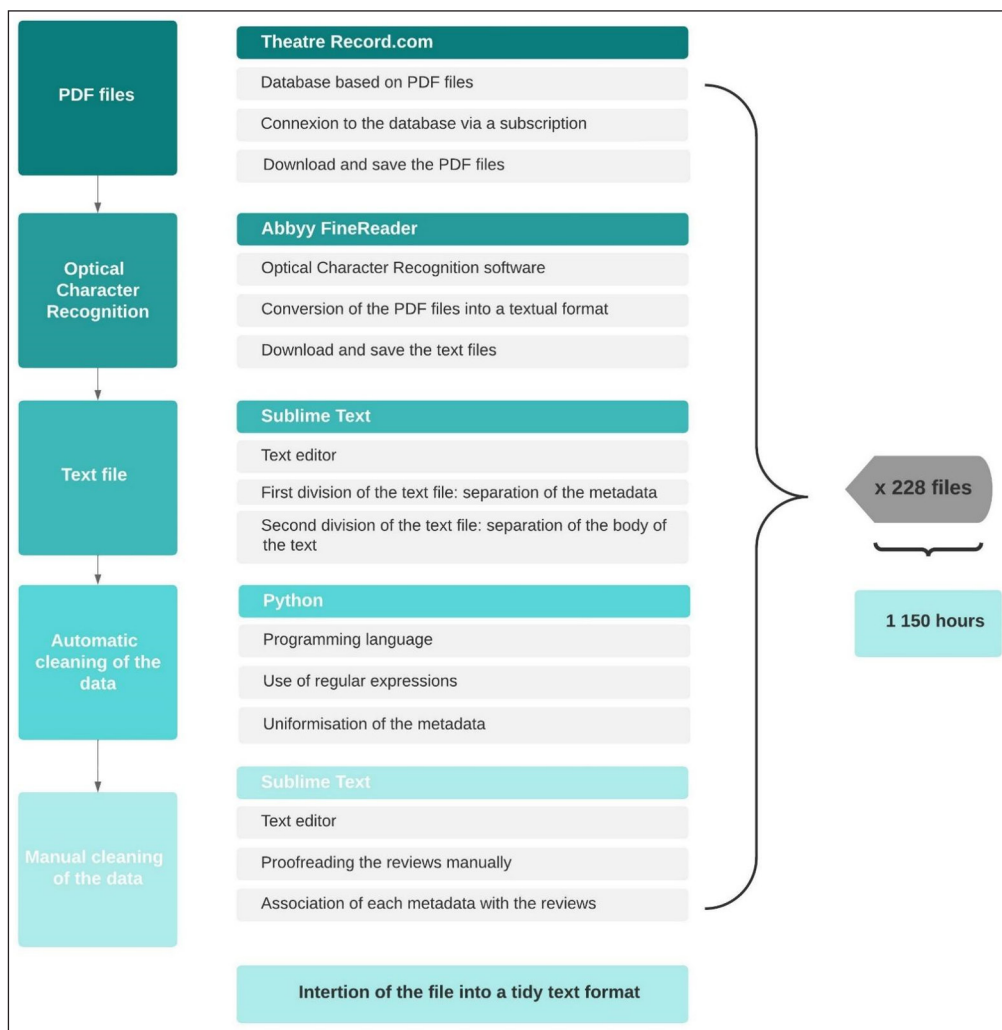 PDF files
Theatre Record.com
Database based on PDF files
Connexion to the database via a subscription
Download and save the PDF files
Optical
Character
Recognition
Abbyy FineReader
Optical Character Recognition software
Conversion of the PDF files into a textual format
Download and save the text files
Text file
Sublime Text
Text editor
First division of the text file: separation of the metadata
Second division of the text file: separation of the body of
the text
Automatic
cleaning of the
data
Python
Programming language
Use of regular expressions
Uniformisation of the metadata
Manual cleaning
of the data
Sublime Text
Text editor
Proofreading the reviews manually
Association of each metadata with the reviews
Intertion of the file into a tidy text format
x 228 files
1 150 hours